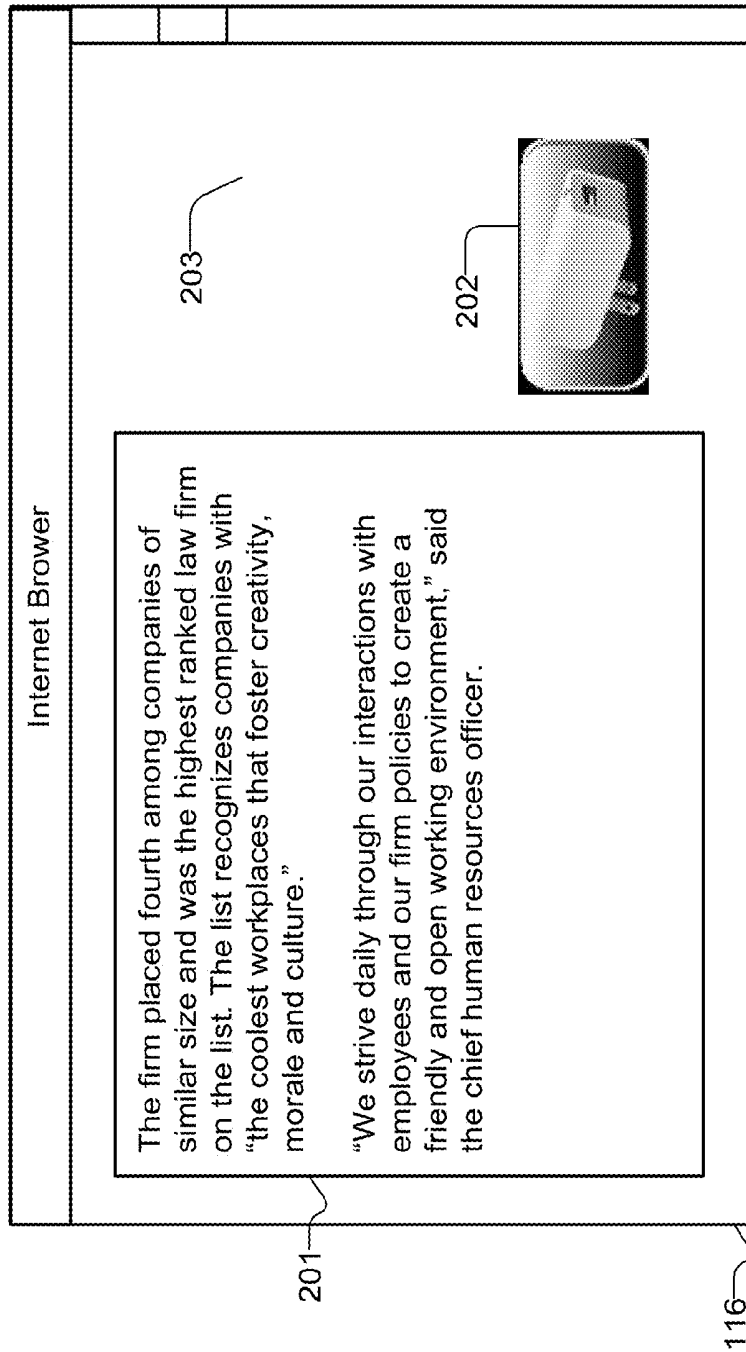 Internet Brower
The firm placed fourth among companies of
similar size and was the highest ranked law firm
on the list. The list recognizes companies with
“the coolest workplaces that foster creativity,
morale and culture.”
“We strive daily through our interactions with
employees and our firm policies to create a
friendly and open working environment,” said
the chief human resources officer.
201
203
202
116